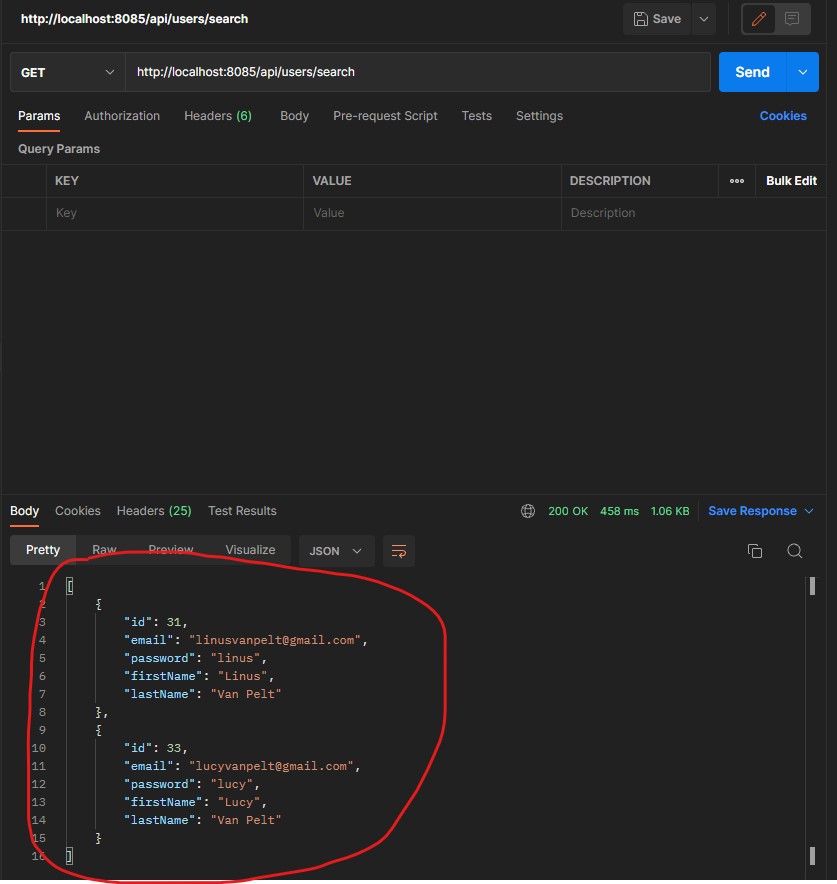 http://localhost:8085/api/users/search
Save
GET
http://localhost:8085/api/users/search
Send
Params Authorization Headers (6) Body Pre-request Script Tests Settings Cookies
Query Params
KEY VALUE DESCRIPTION ooo Bulk Edit
Key Value Description
Body Cookies Headers (25) Test Results 200 OK 458 ms 1.06 KB Save Response
Pretty Raw Preview Visualize JSON
1 [
2 {
3 "id": 31,
4 "email": "linusvanpelt@gmail.com",
5 "password": "linus",
6 "firstName": "Linus",
7 "lastName": "Van Pelt"
8 },
9 {
10 "id": 33,
11 "email": "lucyvanpelt@gmail.com",
12 "password": "lucy",
13 "firstName": "Lucy",
14 "lastName": "Van Pelt"
15 }
16 ]